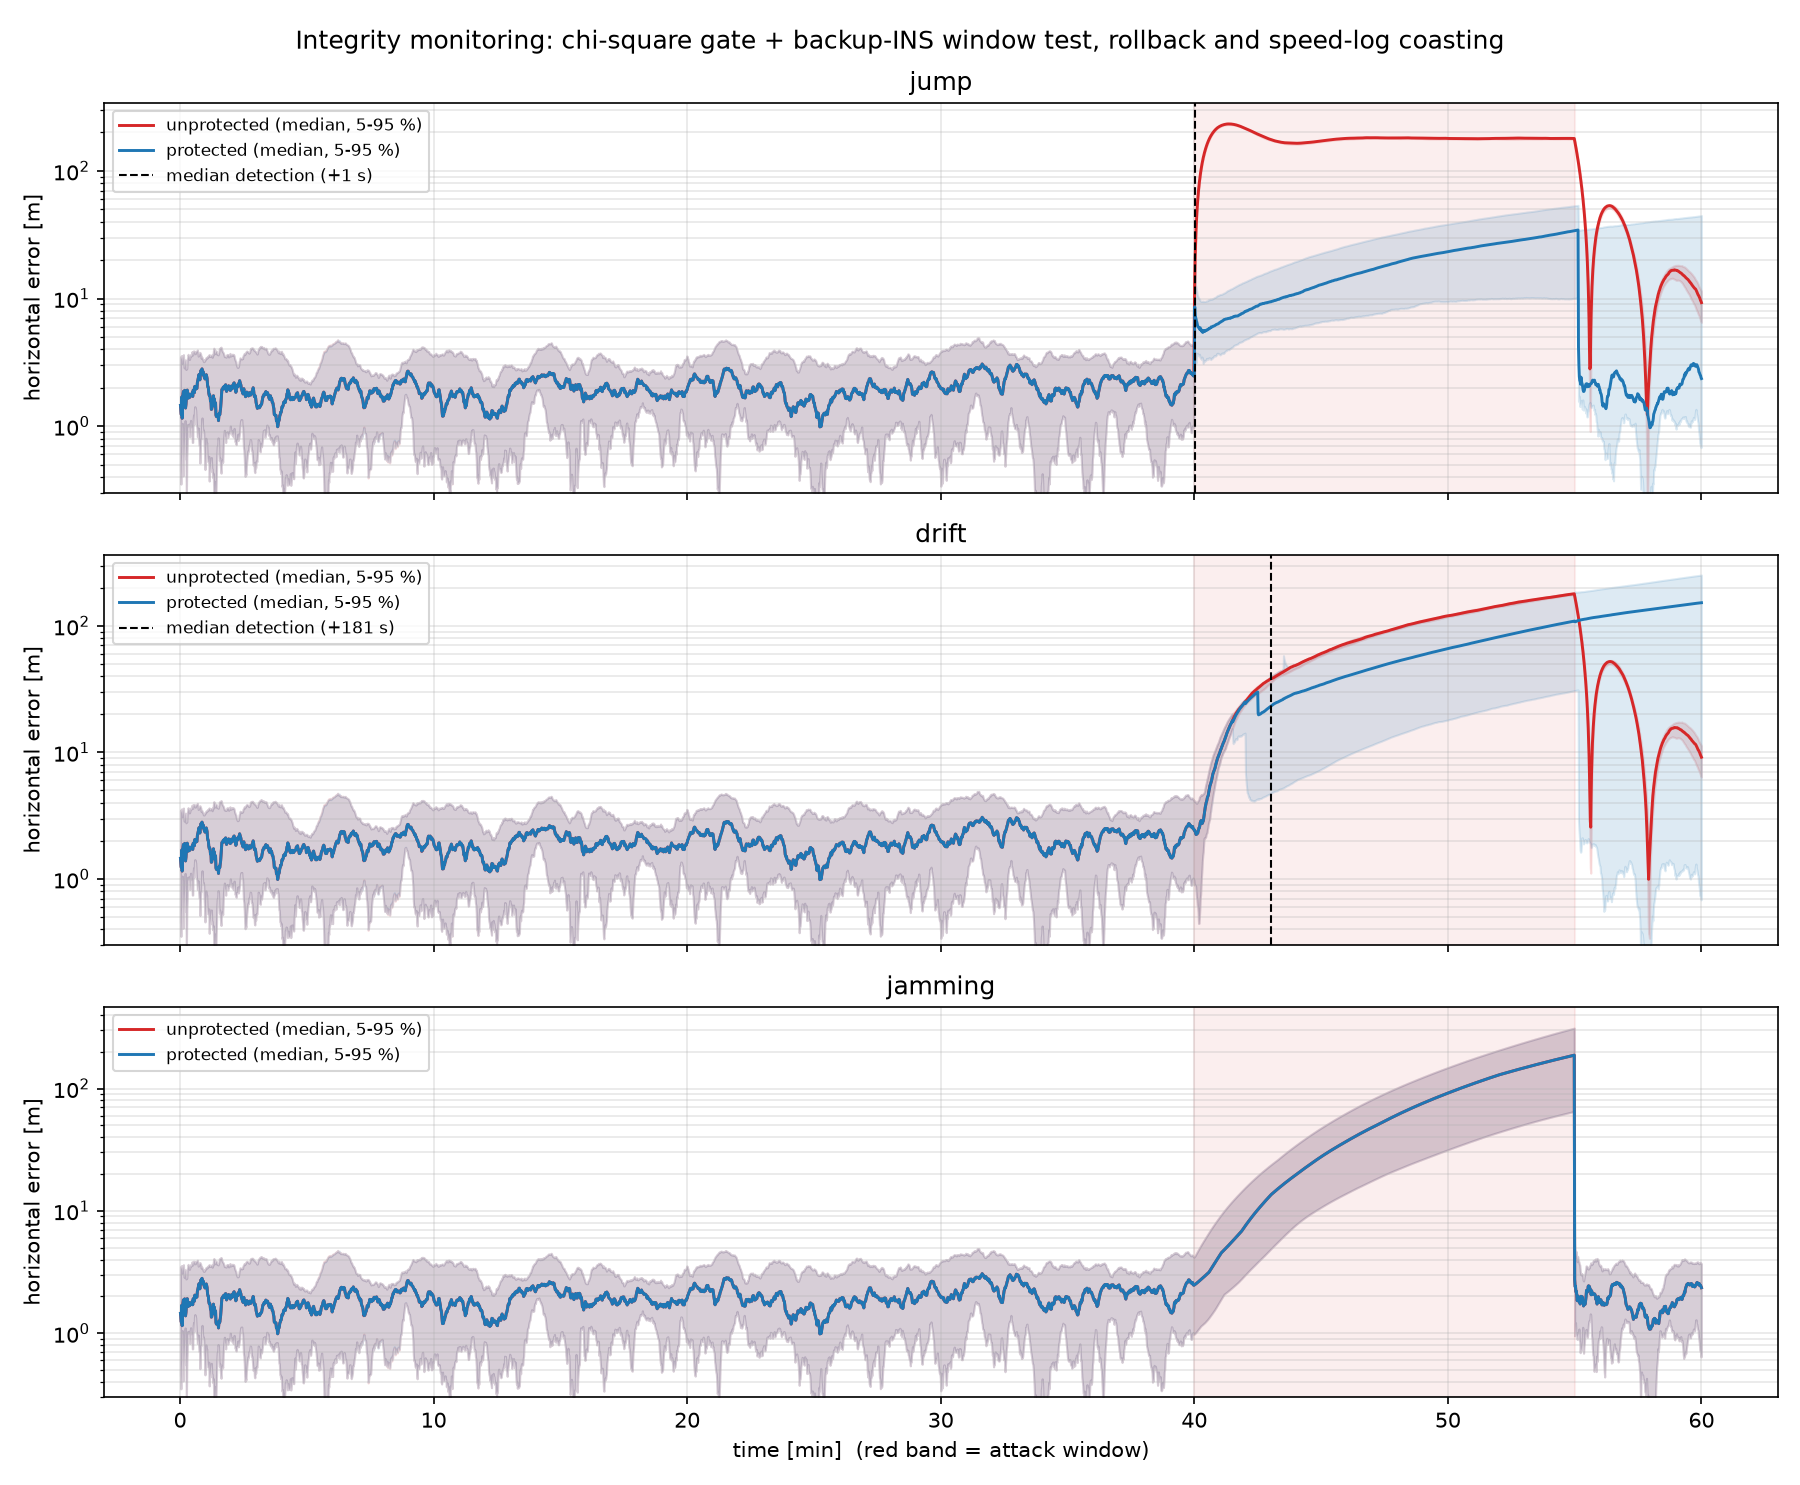 Integrity monitoring: chi-square gate + backup-INS window test, rollback and speed-log coasting
jump
unprotected (median, 5-95 %)
protected (median, 5-95 %)
median detection (+1 s)
10²
10¹
10⁰
horizontal error [m]
drift
unprotected (median, 5-95 %)
protected (median, 5-95 %)
median detection (+181 s)
10²
10¹
10⁰
horizontal error [m]
jamming
unprotected (median, 5-95 %)
protected (median, 5-95 %)
10²
10¹
10⁰
horizontal error [m]
0 10 20 30 40 50 60
time [min]  (red band = attack window)